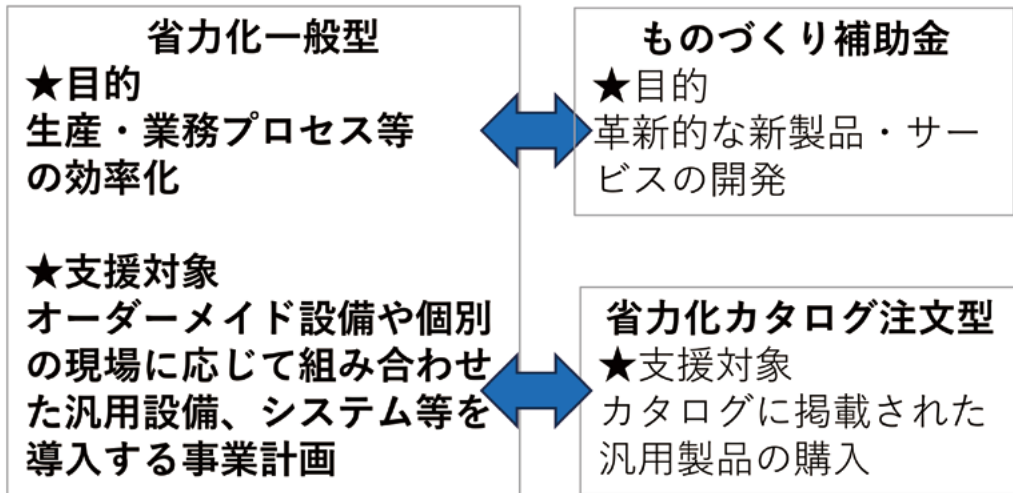 省力化一般型
★目的
生産・業務プロセス等
の効率化
★支援対象
オーダーメイド設備や個別
の現場に応じて組み合わせ
た汎用設備、システム等を
導入する事業計画
ものづくり補助金
★目的
革新的な新製品・サー
ビスの開発
省力化カタログ注文型
★支援対象
カタログに掲載された
汎用製品の購入